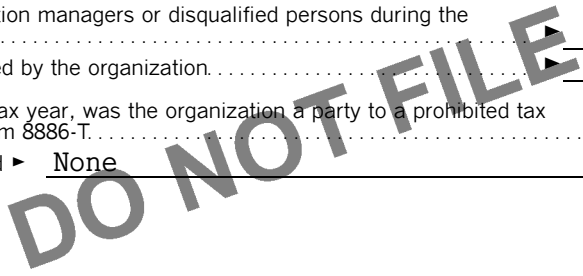 tion managers or disqualified persons during the
................................................................ ►
ed by the organization. ........................................ ►
ax year, was the organization a party to a prohibited tax
m 8886-T. ................................................................
► None
DO NOT FILE